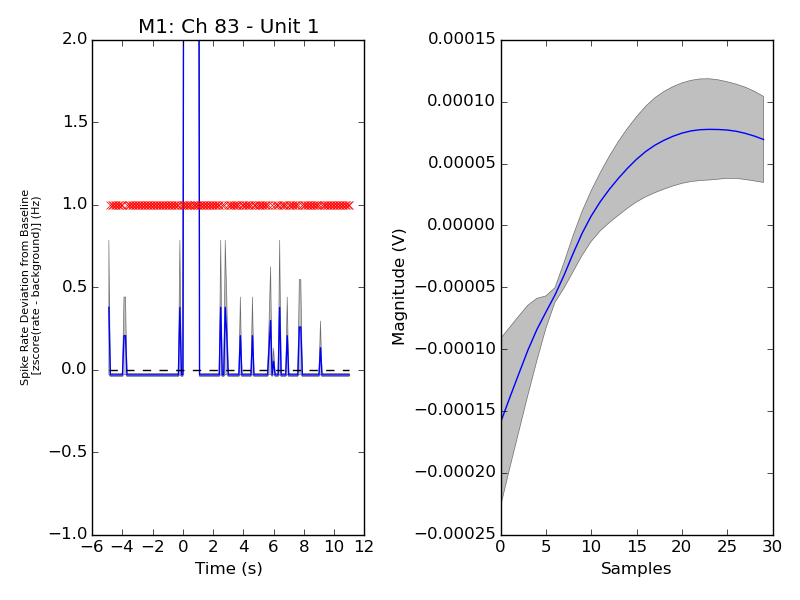 M1: Ch 83 - Unit 1
2.0
1.5
1.0
0.5
0.0
−0.5
−1.0
−6 −4 −2 0 2 4 6 8 10 12
Time (s)
Spike Rate Deviation from Baseline
[zscore(rate - background)] (Hz)
0.00015
0.00010
0.00005
0.00000
−0.00005
−0.00010
−0.00015
−0.00020
−0.00025
0 5 10 15 20 25 30
Samples
Magnitude (V)